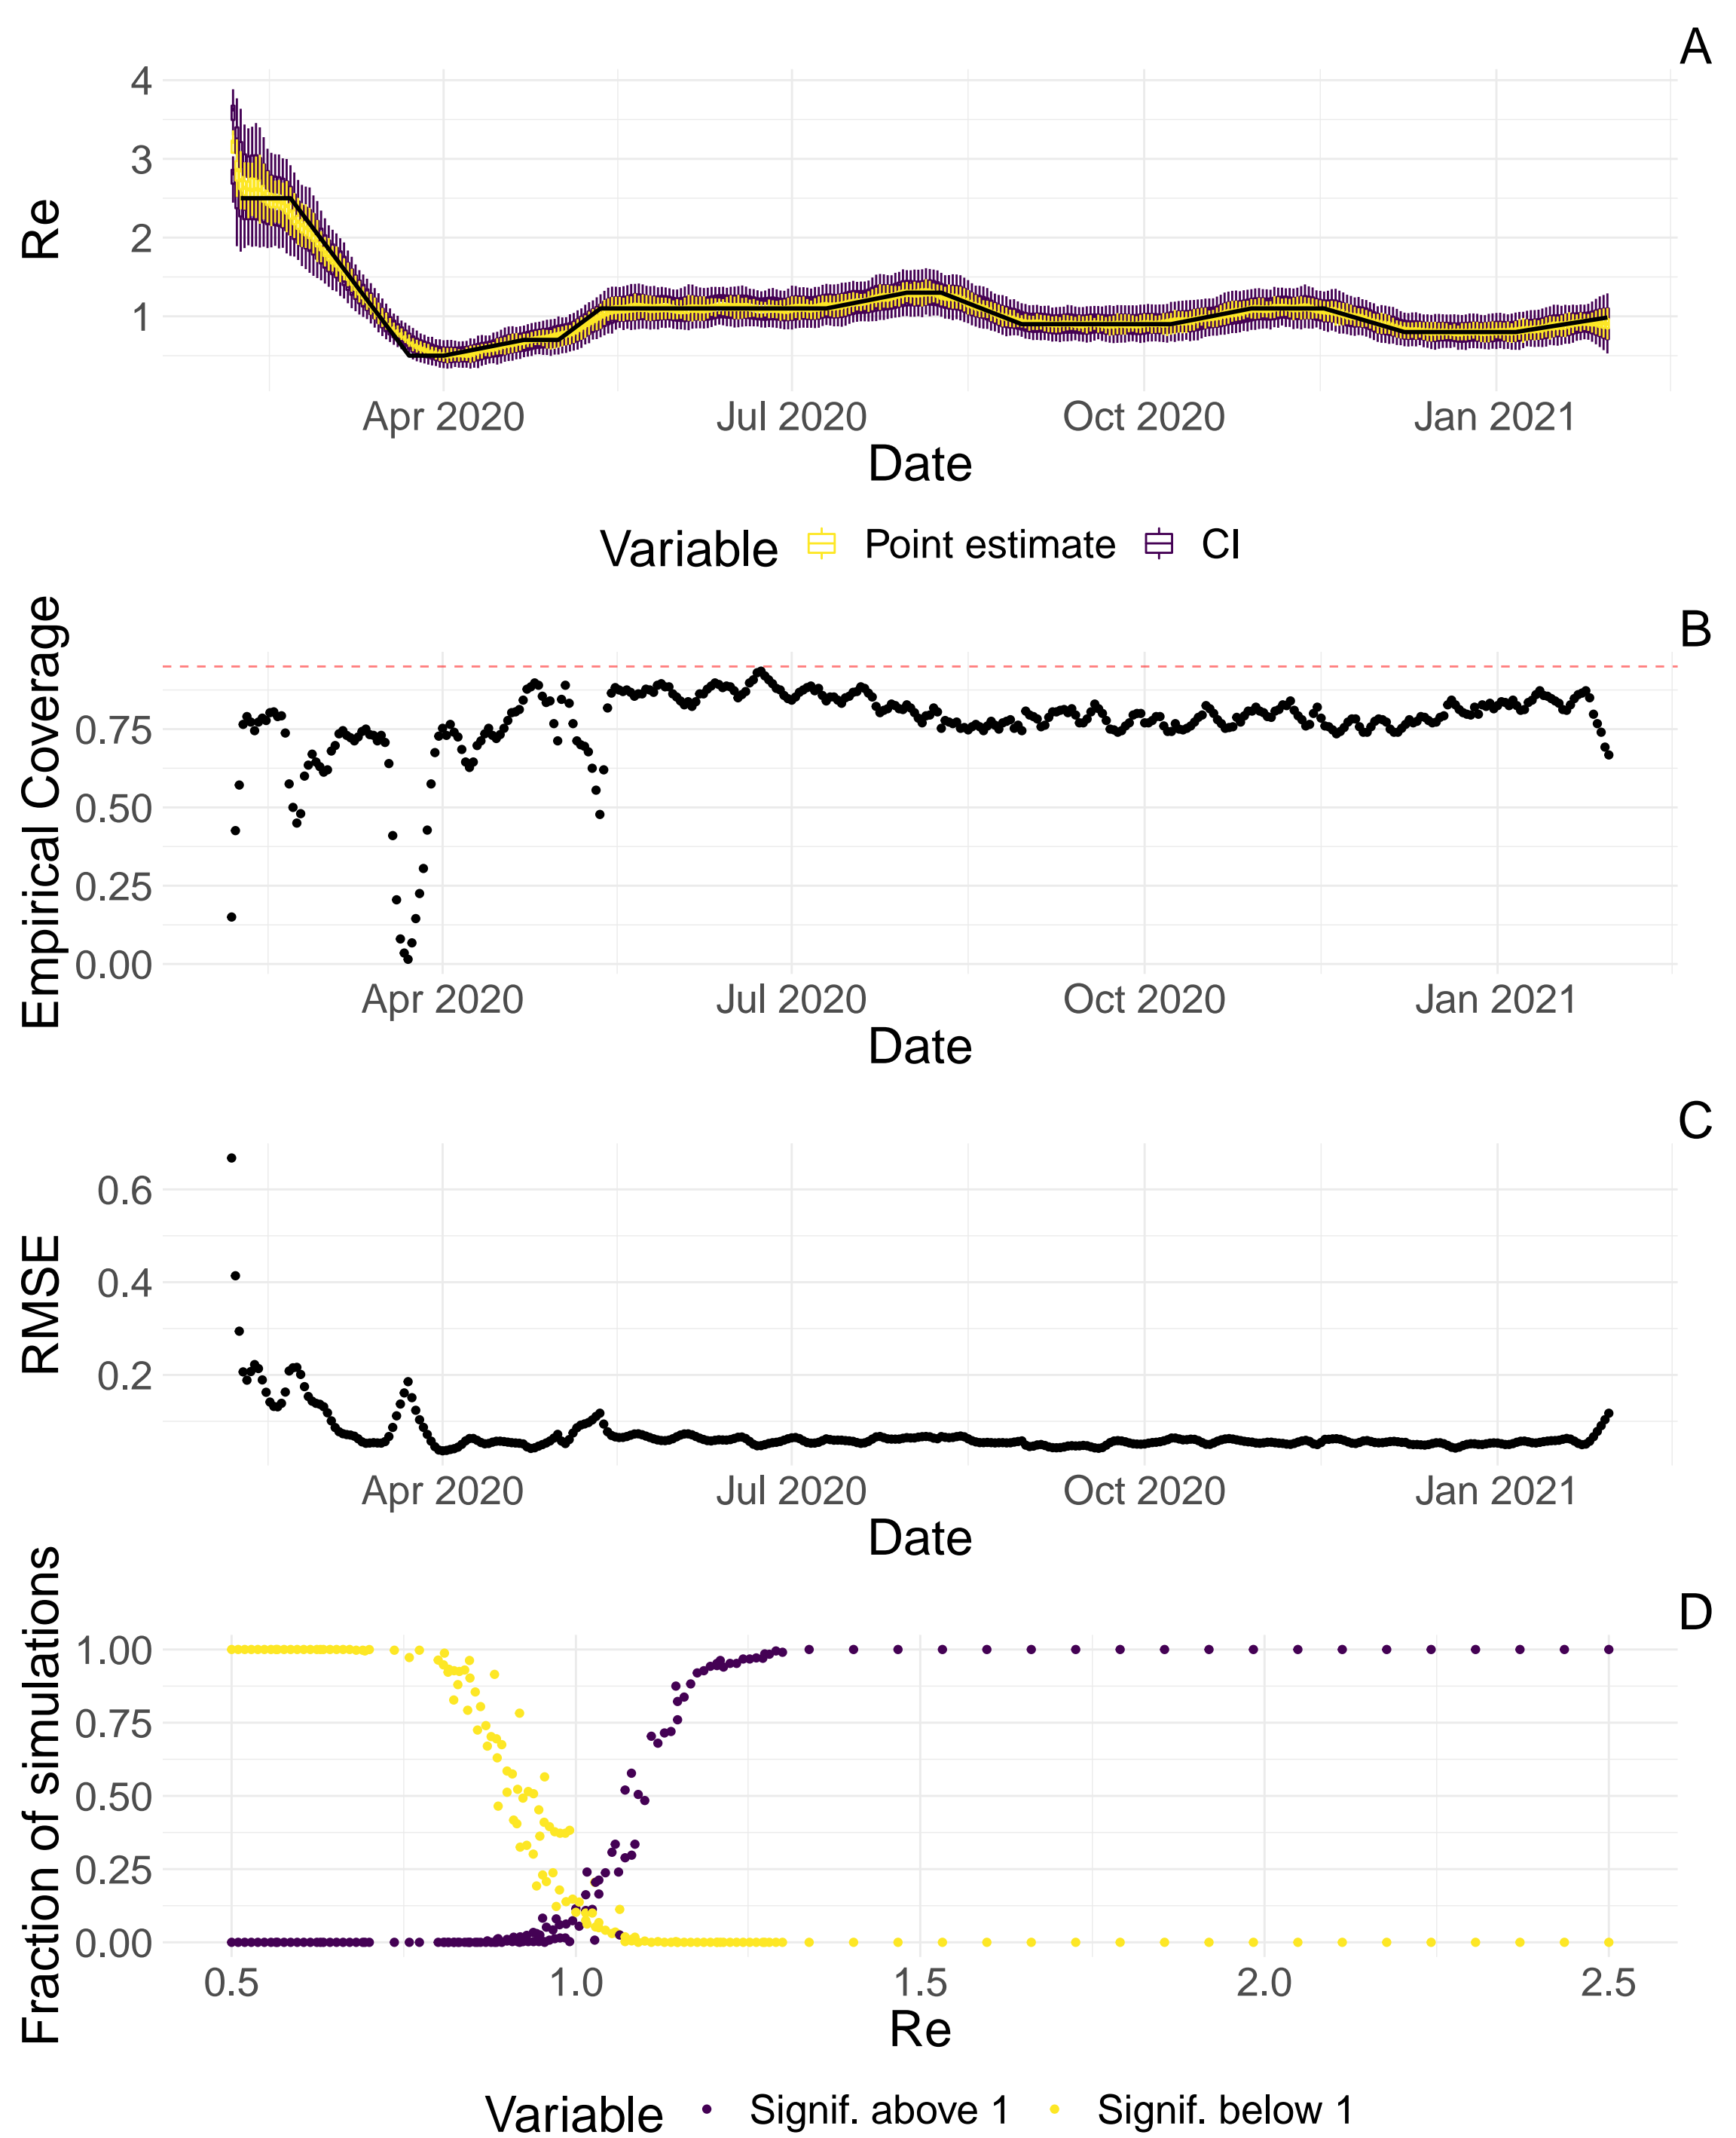 A
4
3
2
1
Re
Apr 2020 Jul 2020 Oct 2020 Jan 2021
Date
Variable Point estimate CI
B
0.75
0.50
0.25
0.00
Empirical Coverage
Apr 2020 Jul 2020 Oct 2020 Jan 2021
Date
C
0.6
0.4
0.2
RMSE
Apr 2020 Jul 2020 Oct 2020 Jan 2021
Date
D
1.00
0.75
0.50
0.25
0.00
Fraction of simulations
0.5 1.0 1.5 2.0 2.5
Re
Variable Signif. above 1 Signif. below 1